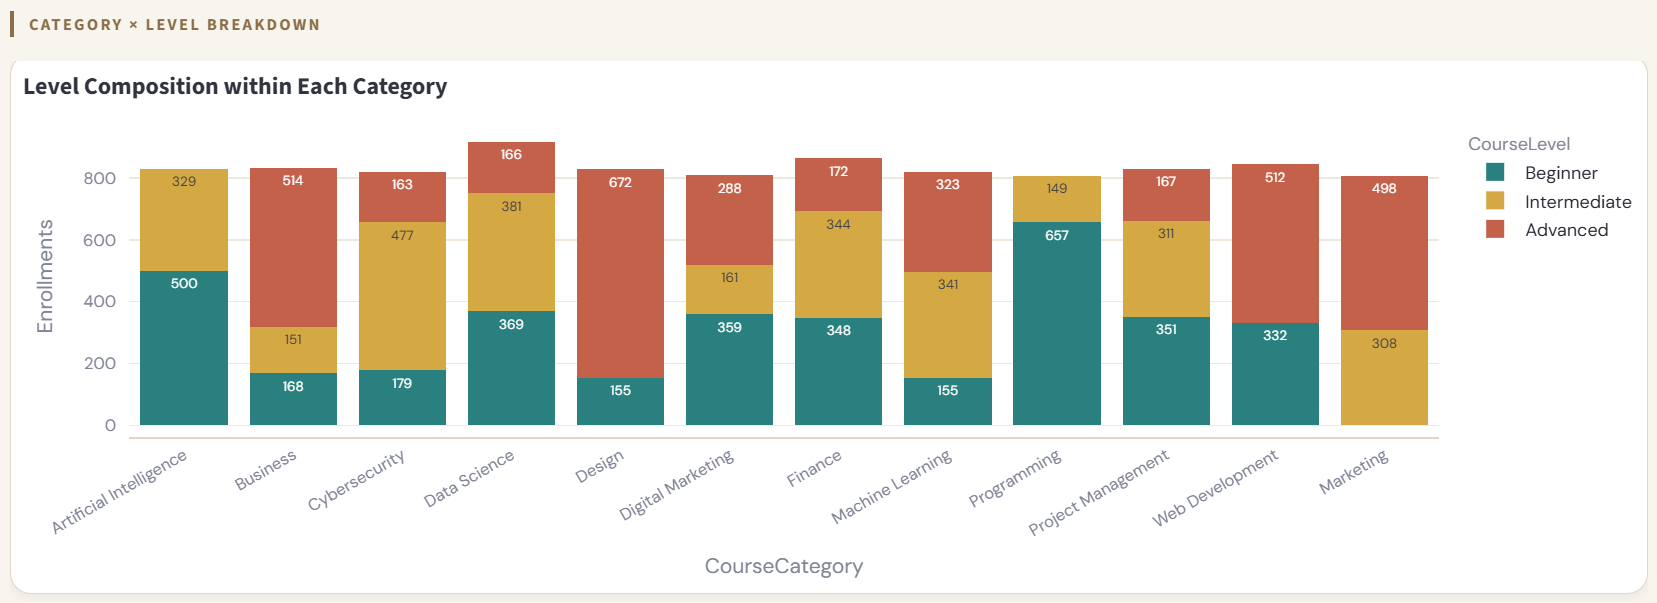 CATEGORY × LEVEL BREAKDOWN
Level Composition within Each Category
CourseLevel
Beginner
Intermediate
Advanced
Enrollments
800
600
400
200
0
329
500
514
151
168
163
477
179
166
381
369
672
155
288
161
359
172
344
348
323
341
155
149
657
167
311
351
512
332
498
308
Artificial Intelligence
Business
Cybersecurity
Data Science
Design
Digital Marketing
Finance
Machine Learning
Programming
Project Management
Web Development
Marketing
CourseCategory